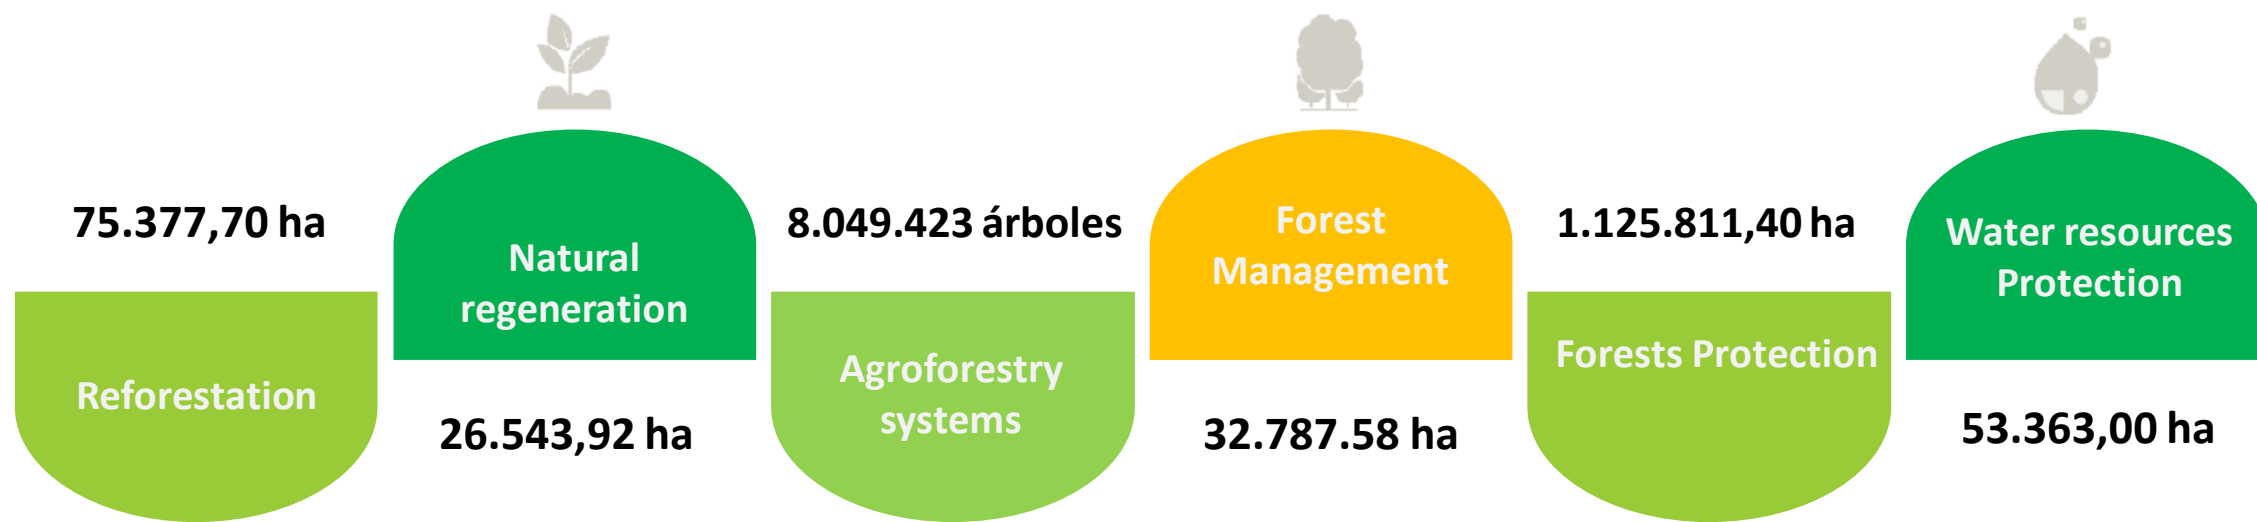 75.377,70 ha
Reforestation
Natural
regeneration
26.543,92 ha
8.049.423 árboles
Agroforestry
systems
Forest
Management
32.787.58 ha
1.125.811,40 ha
Forests Protection
Water resources
Protection
53.363,00 ha